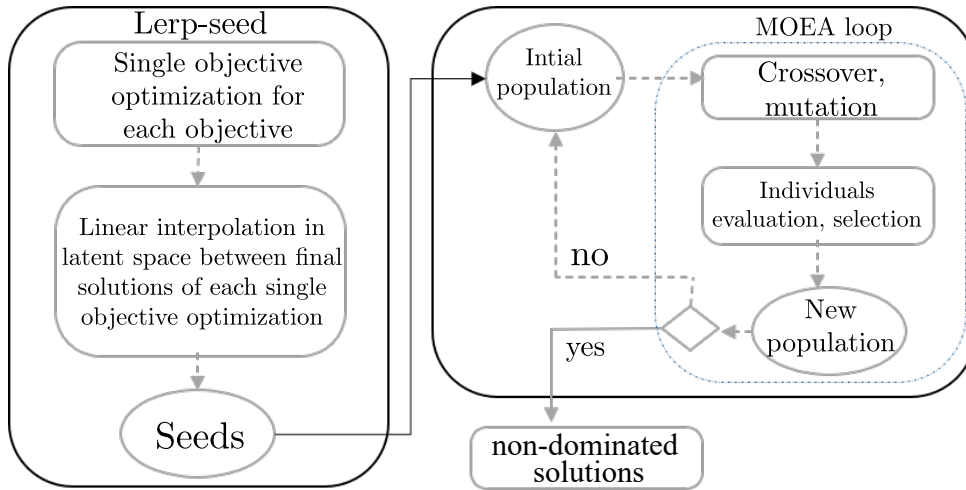 Lerp-seed
Single objective
optimization for
each objective
Linear interpolation in
latent space between final
solutions of each single
objective optimization
Seeds
MOEA loop
Intial
population
Crossover,
mutation
Individuals
evaluation, selection
New
population
no
yes
non-dominated
solutions